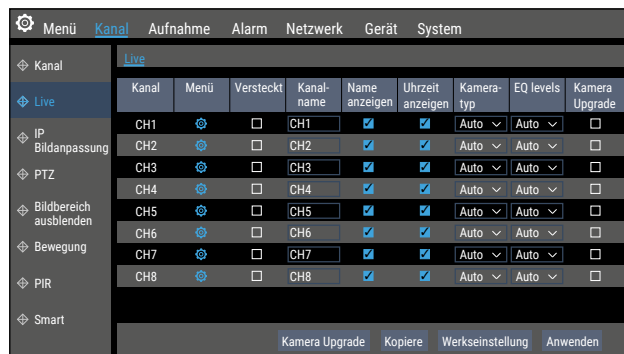 Menü Kanal Aufnahme Alarm Netzwerk Gerät System
Kanal
Live
IP
Bildanpassung
PTZ
Bildbereich
ausblenden
Bewegung
PIR
Smart
Live
Kanal Menü Versteckt Kanal-
name Name
anzeigen Uhrzeit
anzeigen Kamera-
typ EQ levels Kamera
Upgrade
CH1 CH1 Auto Auto
CH2 CH2 Auto Auto
CH3 CH3 Auto Auto
CH4 CH4 Auto Auto
CH5 CH5 Auto Auto
CH6 CH6 Auto Auto
CH7 CH7 Auto Auto
CH8 CH8 Auto Auto
Kamera Upgrade Kopiere Werkseinstellung Anwenden